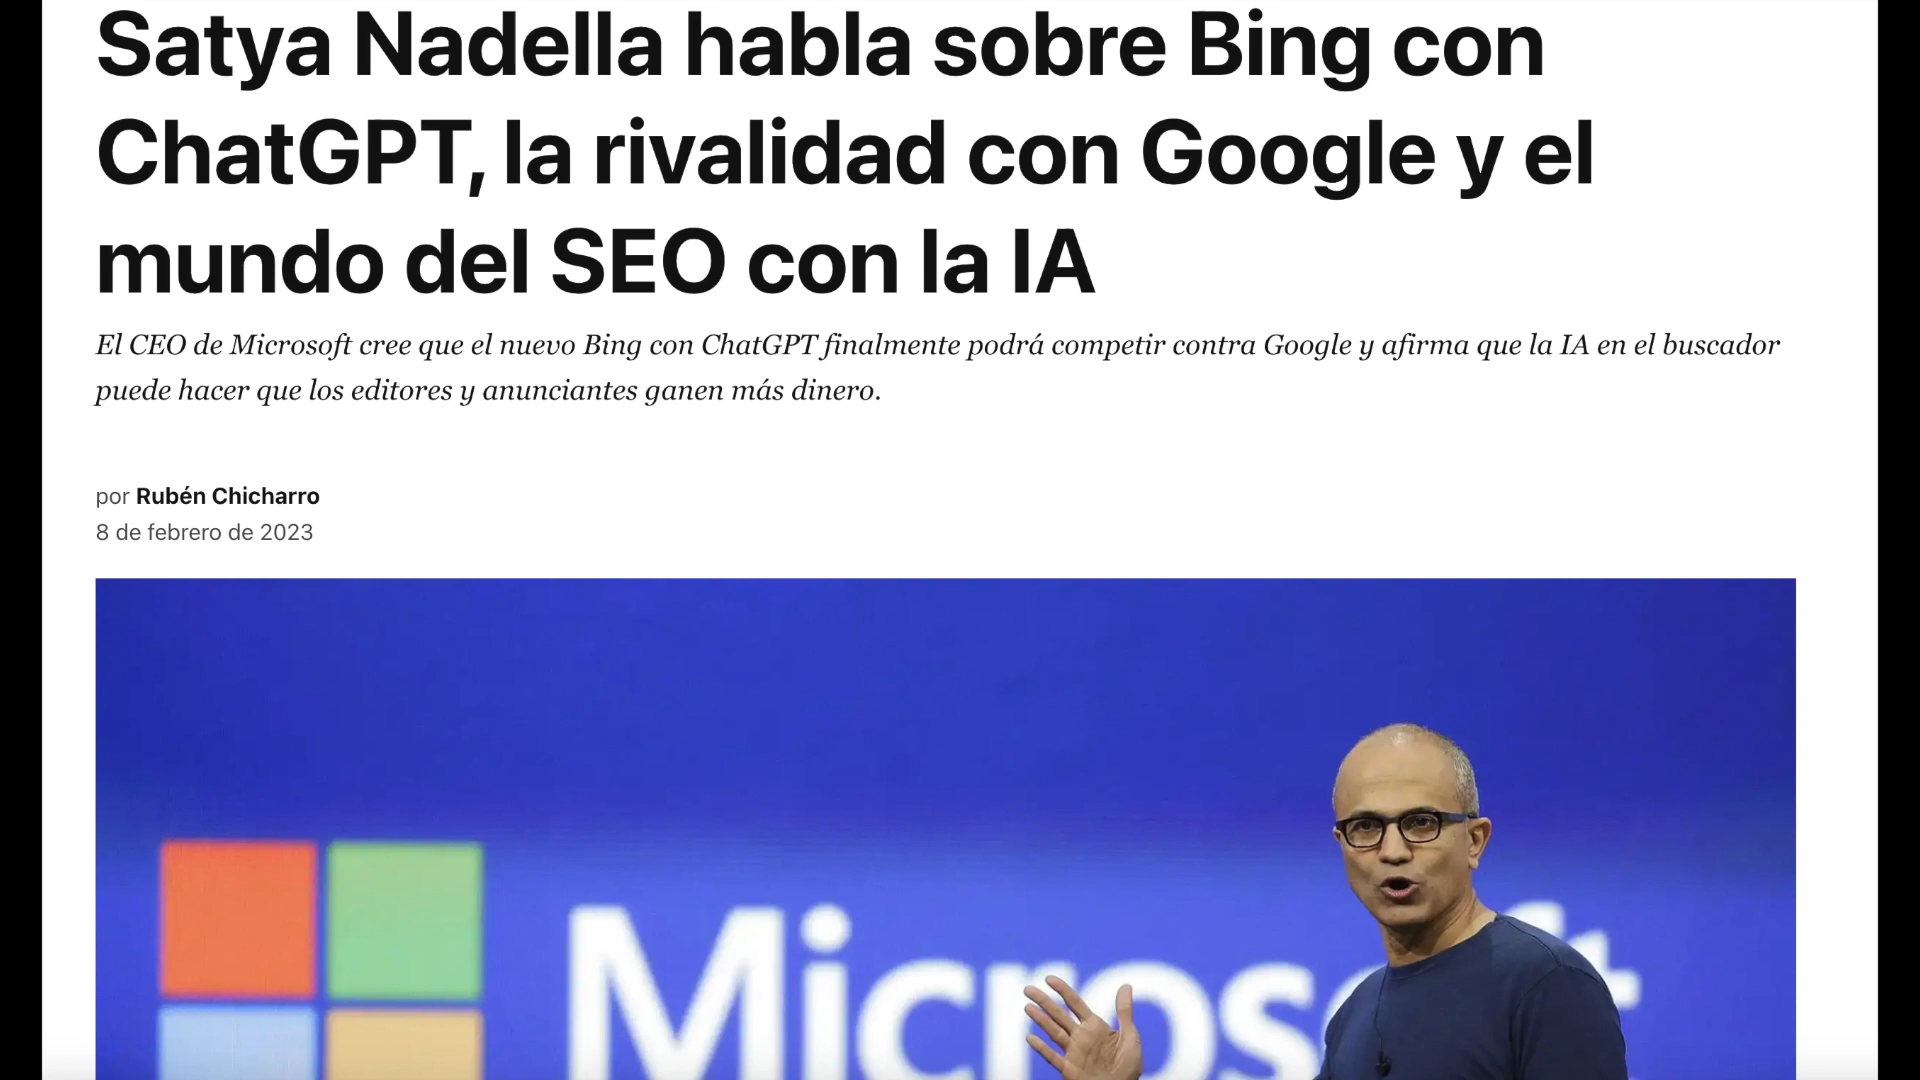 Satya Nadella habla sobre Bing con
ChatGPT, la rivalidad con Google y el
mundo del SEO con la IA
El CEO de Microsoft cree que el nuevo Bing con ChatGPT finalmente podrá competir contra Google y afirma que la IA en el buscador
puede hacer que los editores y anunciantes ganen más dinero.
por Rubén Chicharro
8 de febrero de 2023
Microsoft